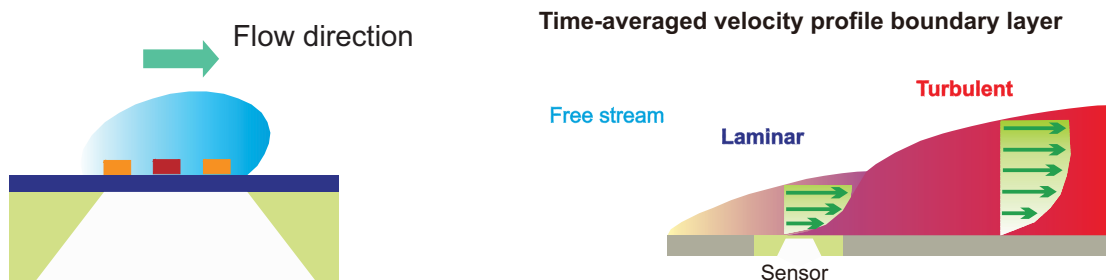 Flow direction
Time-averaged velocity profile boundary layer
Free stream
Laminar
Turbulent
Sensor